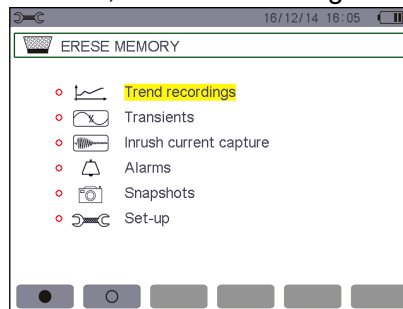 16/12/14 16:05
ERESE MEMORY
Trend recordings
Transients
Inrush current capture
Alarms
Snapshots
Set-up